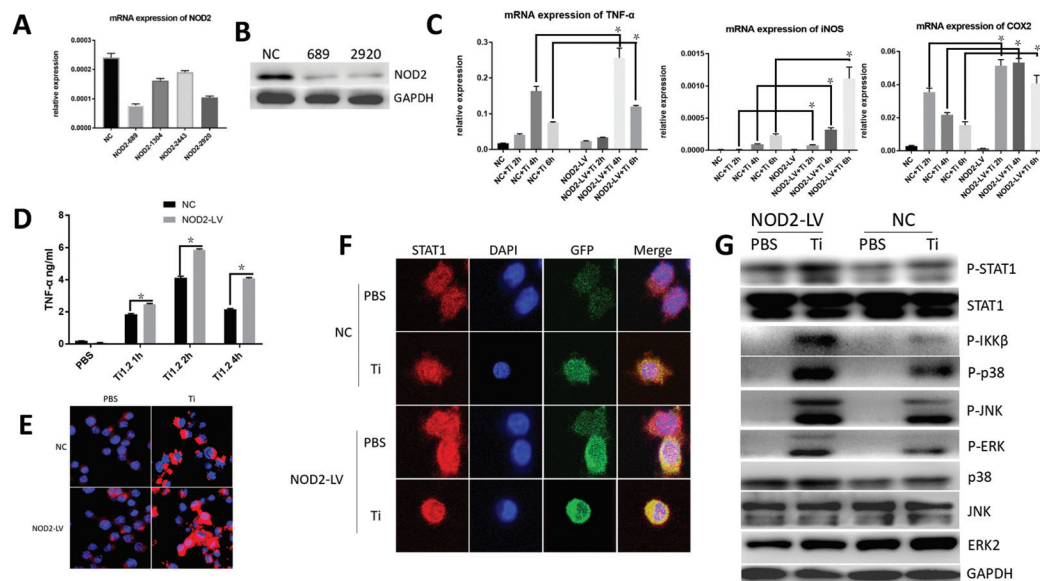 A
mRNA expression of NOD2
relative expression
0.0003
0.0002
0.0001
0.0000
NC
NOD2-689
NOD2-1304
NOD2-2443
NOD2-2920
B
NC 689 2920
NOD2
GAPDH
C
mRNA expression of TNF-α
relative expression
0.3
0.2
0.1
0.0
* *
NC
NC+Ti 2h
NC+Ti 4h
NC+Ti 6h
NOD2-LV
NOD2-LV+Ti 2h
NOD2-LV+Ti 4h
NOD2-LV+Ti 6h
mRNA expression of iNOS
relative expression
0.0015
0.0010
0.0005
0.0000
* * *
NC
NC+Ti 2h
NC+Ti 4h
NC+Ti 6h
NOD2-LV
NOD2-LV+Ti 2h
NOD2-LV+Ti 4h
NOD2-LV+Ti 6h
mRNA expression of COX2
relative expression
0.08
0.06
0.04
0.02
0.00
* * *
NC
NC+Ti 2h
NC+Ti 4h
NC+Ti 6h
NOD2-LV
NOD2-LV+Ti 2h
NOD2-LV+Ti 4h
NOD2-LV+Ti 6h
D
NC
NOD2-LV
TNF-α ng/ml
8
6
4
2
0
* * *
PBS
Ti1.2 1h
Ti1.2 2h
Ti1.2 4h
E
PBS Ti
NC
NOD2-LV
F
STAT1 DAPI GFP Merge
NC
PBS
Ti
NOD2-LV
PBS
Ti
G
NOD2-LV NC
PBS Ti PBS Ti
P-STAT1
STAT1
P-IKKβ
P-p38
P-JNK
P-ERK
p38
JNK
ERK2
GAPDH